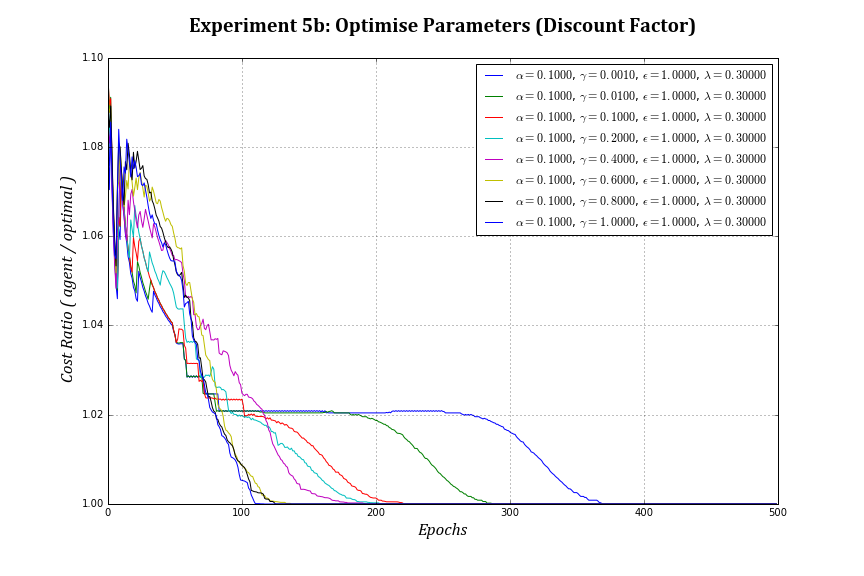 Experiment 5b: Optimise Parameters (Discount Factor)
1.10
1.08
1.06
1.04
1.02
1.00
Cost Ratio ( agent / optimal )
α = 0.1000, γ = 0.0010, ϵ = 1.0000, λ = 0.30000
α = 0.1000, γ = 0.0100, ϵ = 1.0000, λ = 0.30000
α = 0.1000, γ = 0.1000, ϵ = 1.0000, λ = 0.30000
α = 0.1000, γ = 0.2000, ϵ = 1.0000, λ = 0.30000
α = 0.1000, γ = 0.4000, ϵ = 1.0000, λ = 0.30000
α = 0.1000, γ = 0.6000, ϵ = 1.0000, λ = 0.30000
α = 0.1000, γ = 0.8000, ϵ = 1.0000, λ = 0.30000
α = 0.1000, γ = 1.0000, ϵ = 1.0000, λ = 0.30000
0 100 200 300 400 500
Epochs